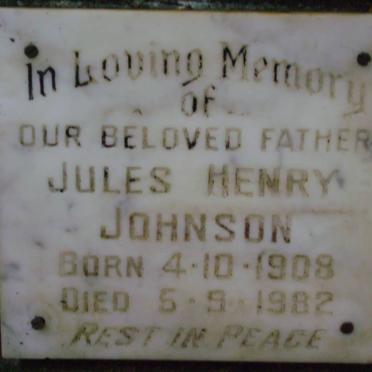 In Loving Memory
of
OUR BELOVED FATHER
JULES HENRY
JOHNSON
BORN 4·10·1908
DIED 5·9·1982
REST IN PEACE